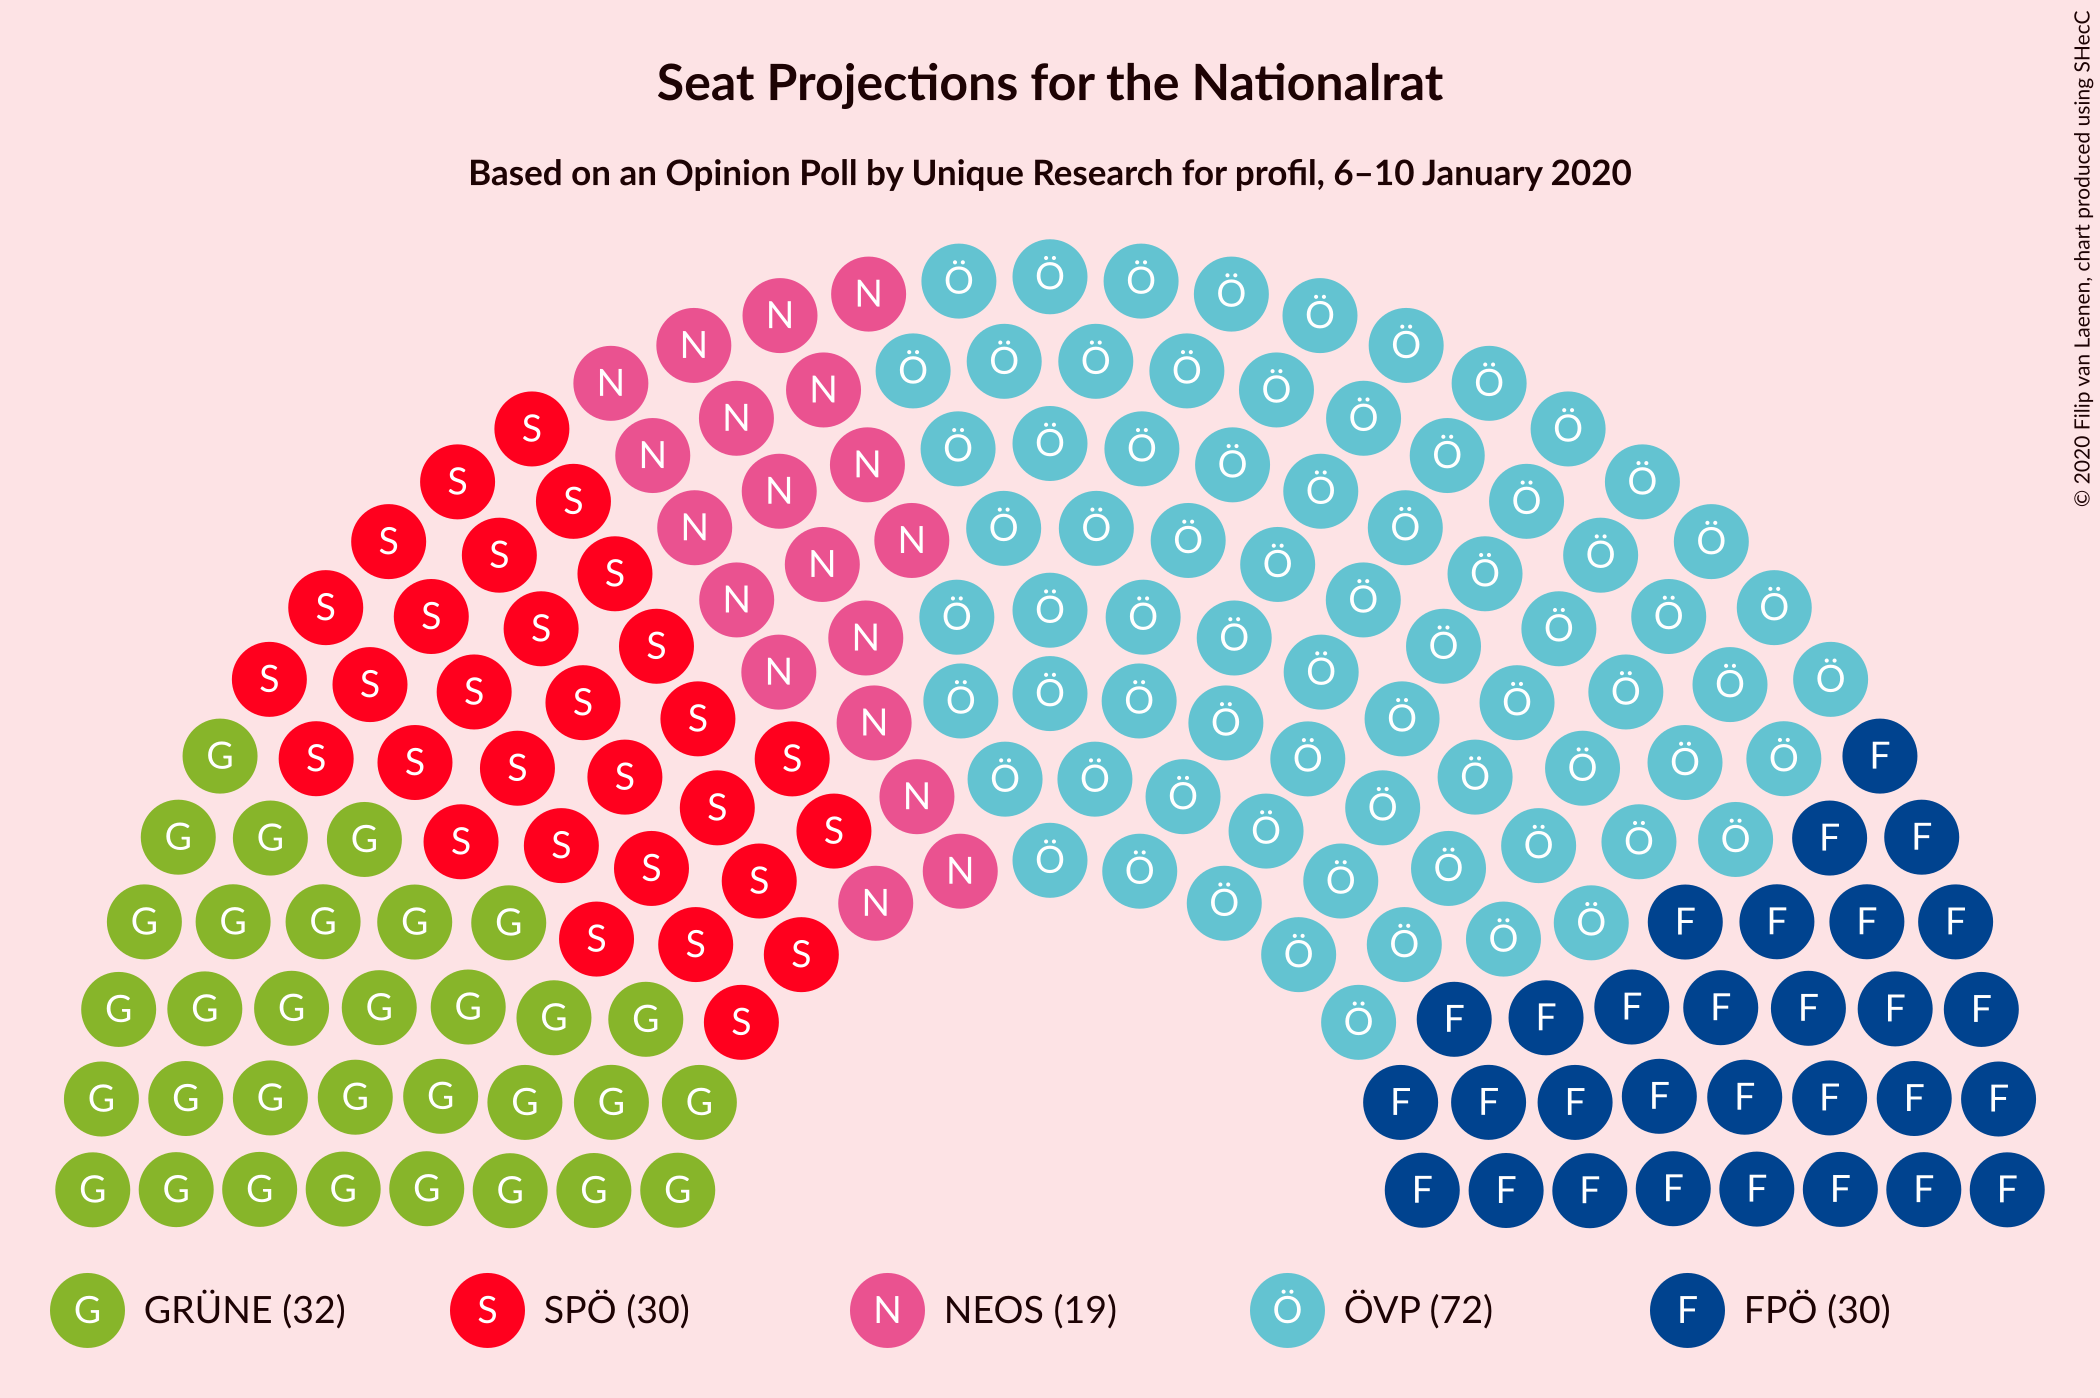 Seat Projections for the Nationalrat
Based on an Opinion Poll by Unique Research for profil, 6–10 January 2020
© 2020 Filip van Laenen, chart produced using SHecC
N Ö Ö Ö Ö
N N Ö Ö
N Ö Ö Ö Ö Ö
N N Ö Ö
S N Ö Ö Ö Ö
N N Ö Ö
S N Ö Ö Ö Ö
S N Ö Ö
S N N Ö Ö Ö Ö Ö
S N Ö Ö
S N Ö Ö
S N Ö Ö Ö
S S N Ö Ö Ö Ö Ö
S N Ö Ö
S S Ö Ö
S S S N Ö Ö Ö Ö
S S Ö Ö
S N Ö Ö Ö Ö Ö Ö
G S S S S Ö Ö Ö Ö F
S S N Ö Ö Ö Ö Ö
S Ö
G G G S S S Ö Ö Ö Ö F F
S S N Ö Ö Ö Ö
N Ö
G G G G G Ö F F F F
S S S Ö Ö Ö
G G G G G G G S Ö F F F F F F F
G G G G G G G G F F F F F F F F
G G G G G G G G F F F F F F F F
G GRÜNE (32) S SPÖ (30) N NEOS (19) Ö ÖVP (72) F FPÖ (30)